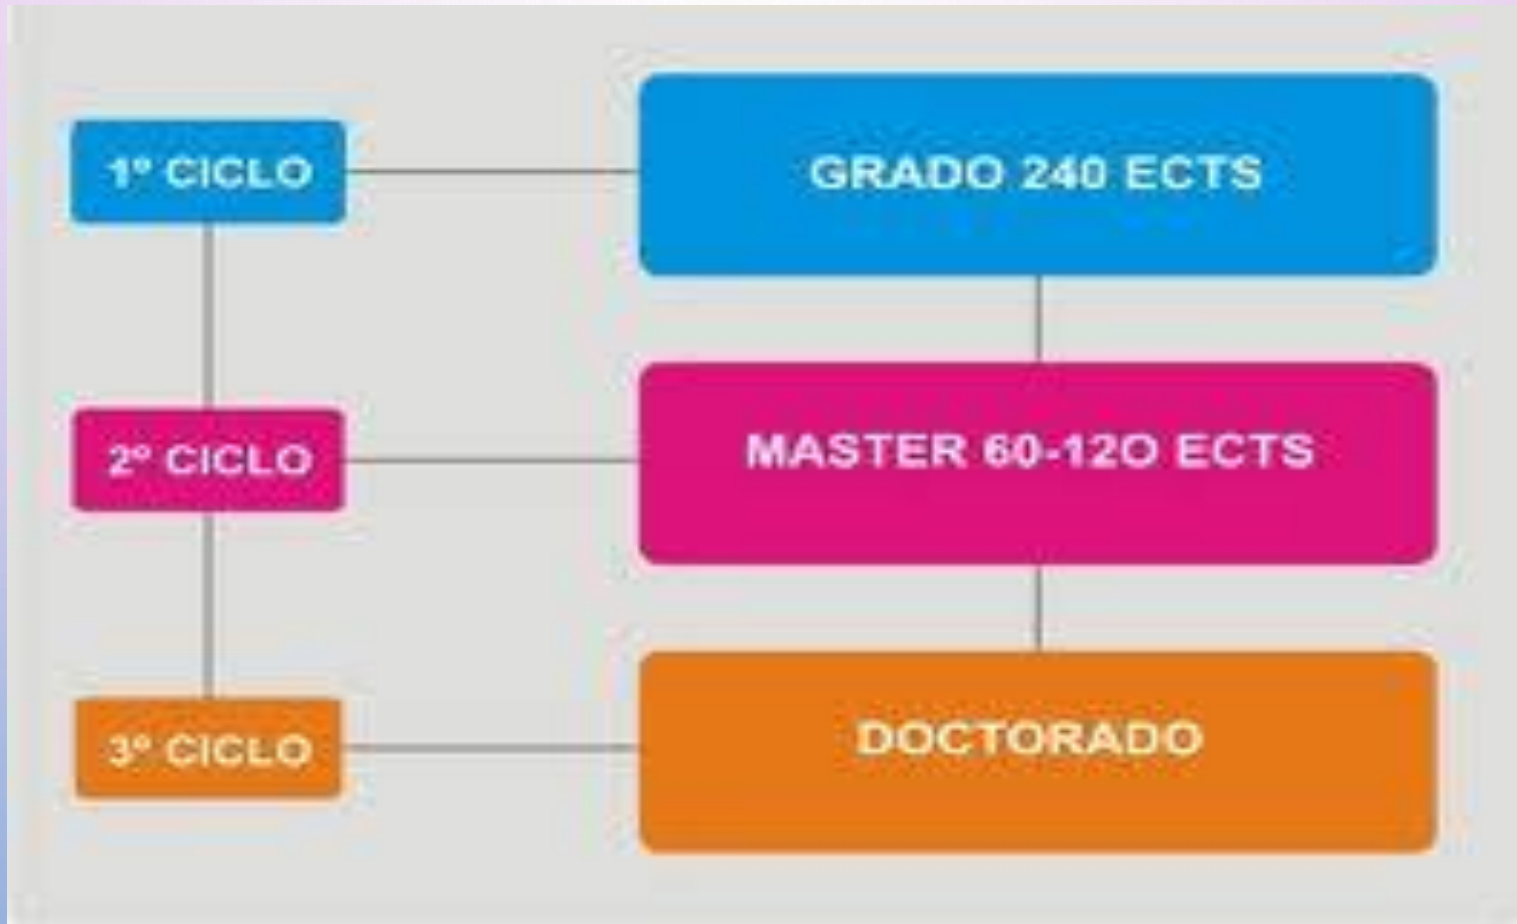 1º CICLO
GRADO 240 ECTS
2º CICLO
MASTER 60-12O ECTS
3º CICLO
DOCTORADO